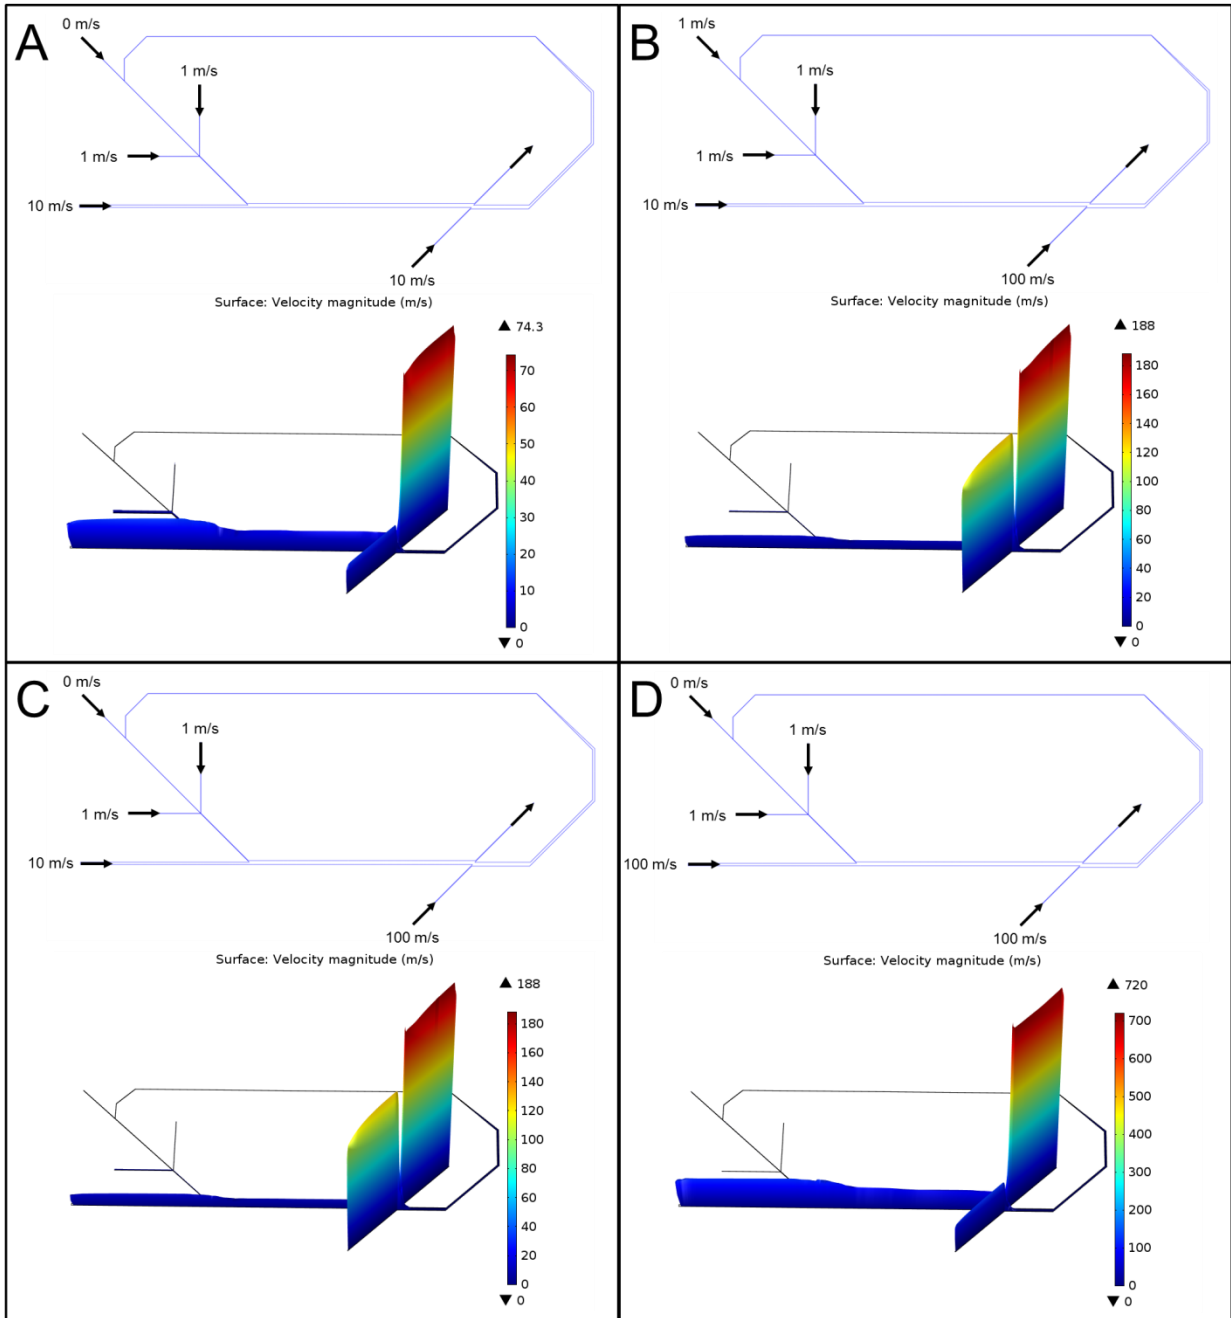 A
0 m/s
1 m/s
1 m/s
10 m/s
10 m/s
Surface: Velocity magnitude (m/s)
▲ 74.3
70
60
50
40
30
20
10
0
▼ 0
B
1 m/s
1 m/s
1 m/s
10 m/s
100 m/s
Surface: Velocity magnitude (m/s)
▲ 188
180
160
140
120
100
80
60
40
20
0
▼ 0
C
0 m/s
1 m/s
1 m/s
10 m/s
100 m/s
Surface: Velocity magnitude (m/s)
▲ 188
180
160
140
120
100
80
60
40
20
0
▼ 0
D
0 m/s
1 m/s
1 m/s
100 m/s
100 m/s
Surface: Velocity magnitude (m/s)
▲ 720
700
600
500
400
300
200
100
0
▼ 0